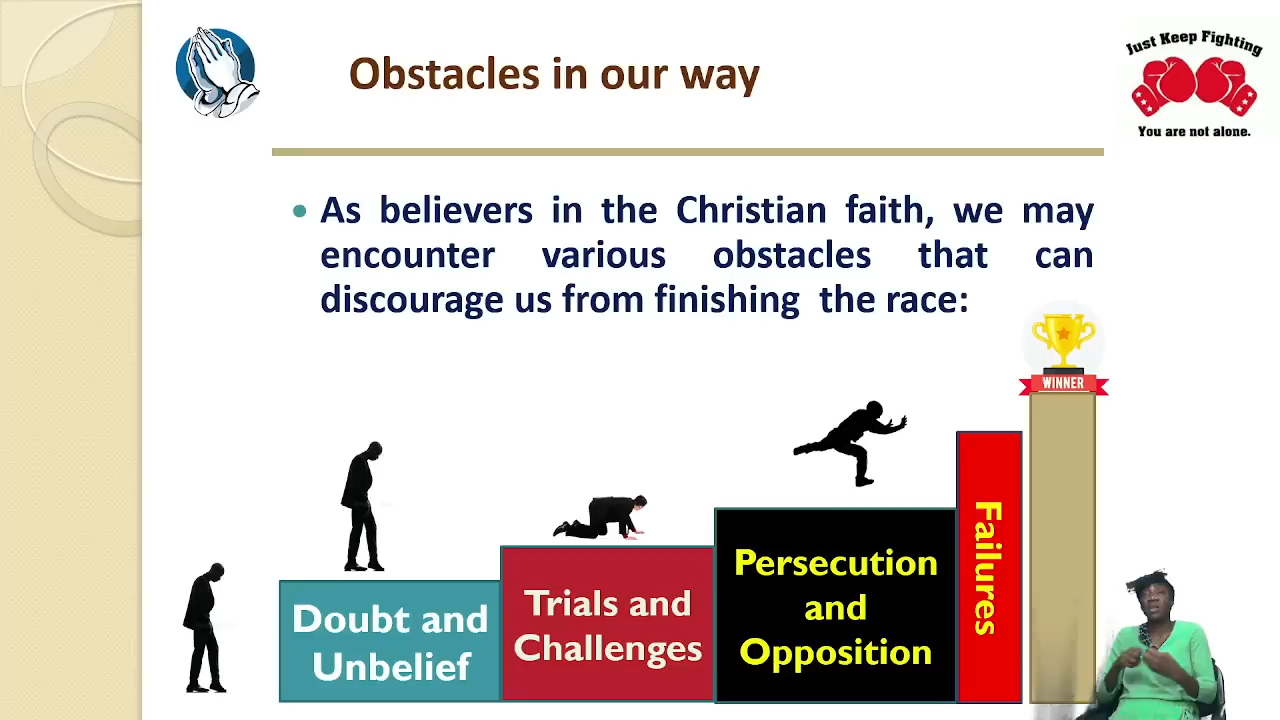 Obstacles in our way
Just Keep Fighting
You are not alone.
• As believers in the Christian faith, we may
encounter various obstacles that can
discourage us from finishing the race:
WINNER
Doubt and
Unbelief
Trials and
Challenges
Persecution
and
Opposition
Failures